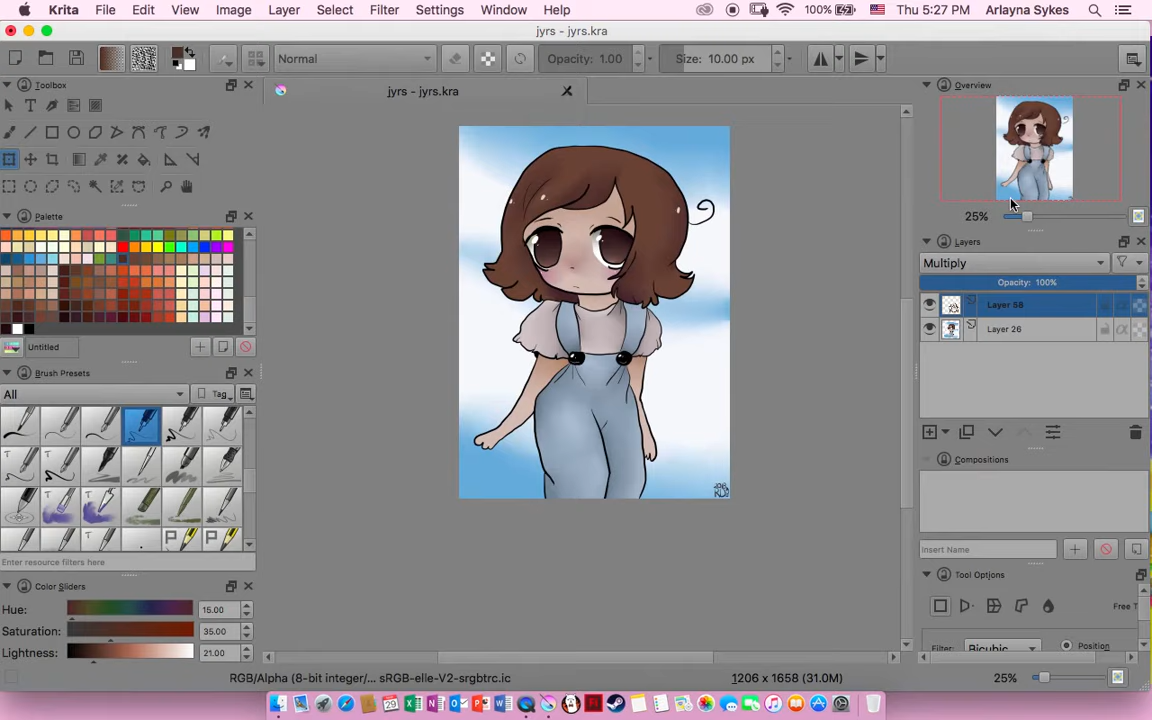 Krita File Edit View Image Layer Select Filter Settings Window Help 100% Thu 5:27 PM Arlayna Sykes
jyrs - jyrs.kra
Normal Opacity: 1.00 Size: 10.00 px
Toolbox
jyrs - jyrs.kra
Overview
25%
Palette
Layers
Multiply
Opacity: 100%
Layer 58
Layer 26
Untitled
Brush Presets
All Tag
Compositions
Insert Name
Enter resource filters here
Tool Options
Color Sliders
Hue: 15.00
Free T
Saturation: 35.00
Lightness: 21.00
Filter: Bicubic Position
RGB/Alpha (8-bit integer/... sRGB-elle-V2-srgbtrc.ic 1206 x 1658 (31.0M) 25%